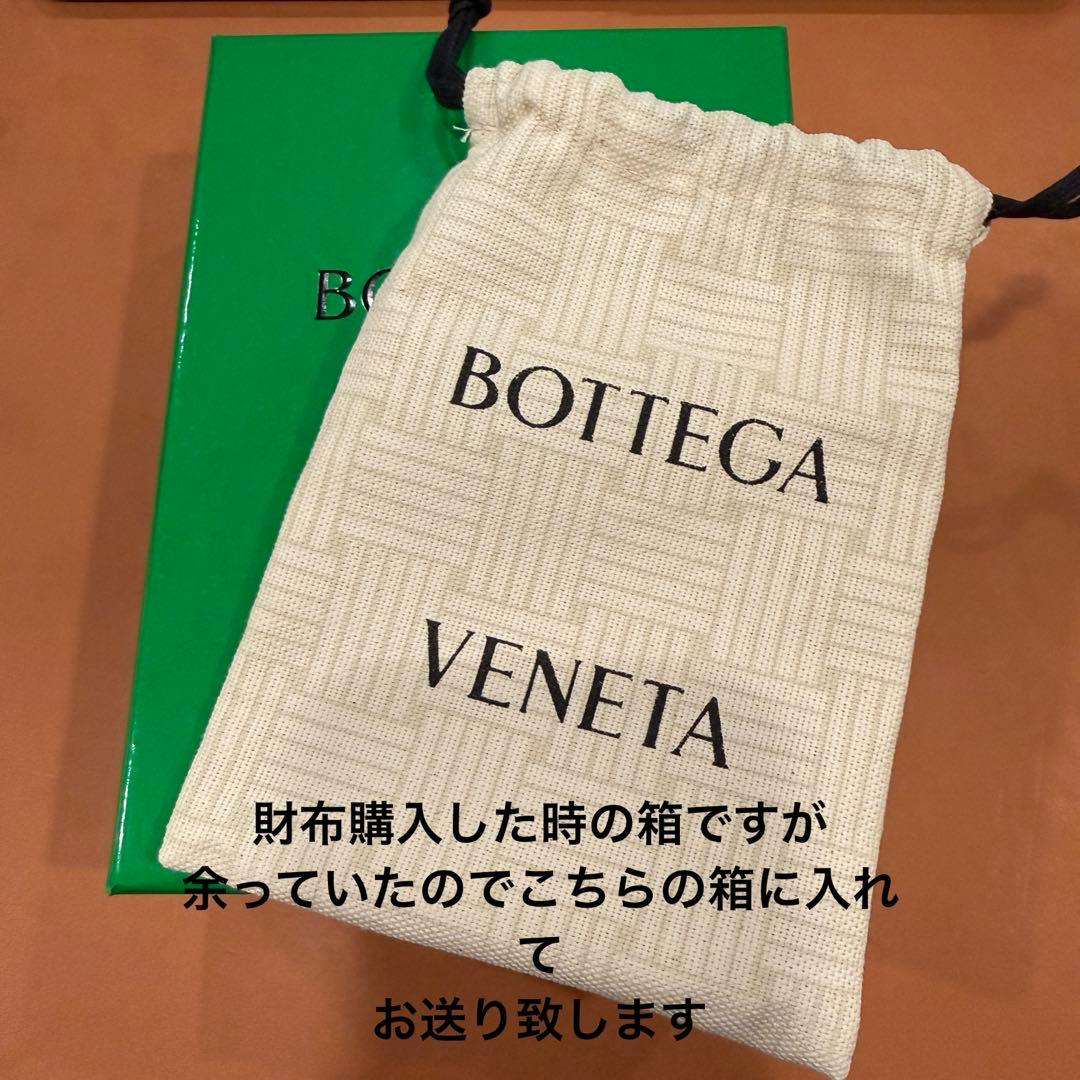 BO
BOTTEGA
VENETA
財布購入した時の箱ですが
余っていたのでこちらの箱に入れ
て
お送り致します